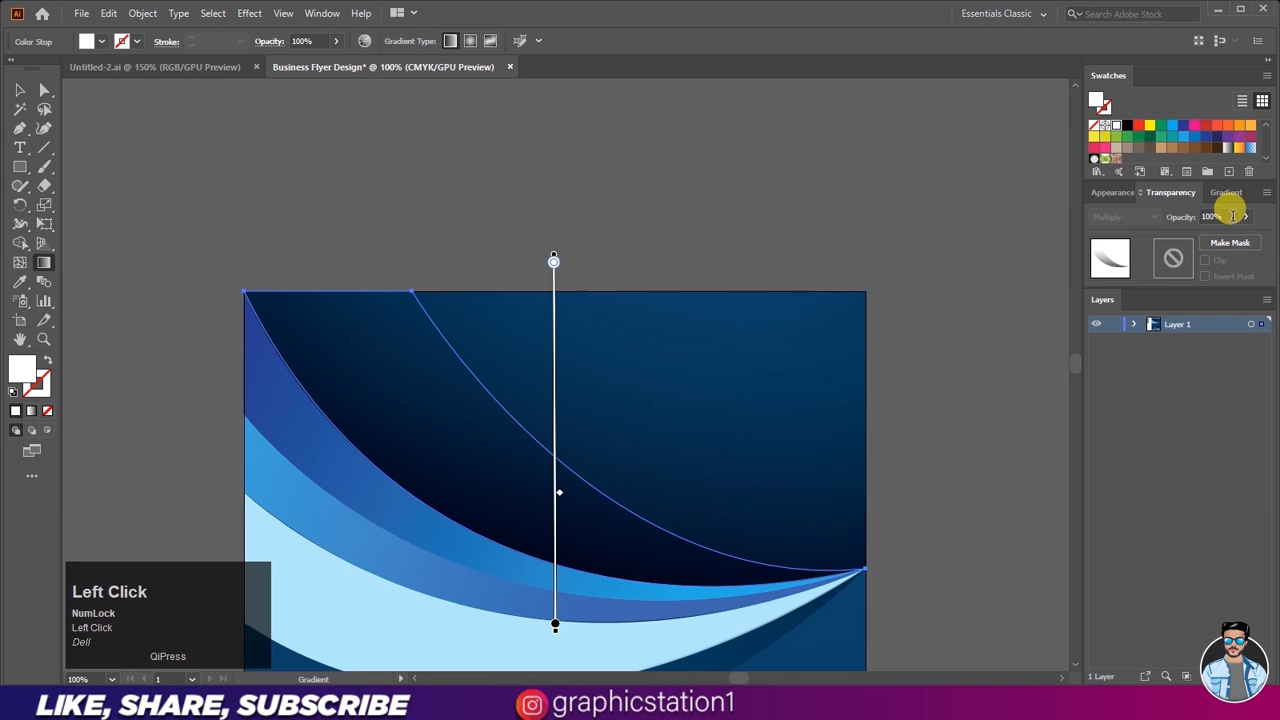 Ai File Edit Object Type Select Effect View Window Help Essentials Classic Search Adobe Stock
Color Stop Stroke: Opacity: 100% Gradient Type:
Untitled-2.ai @ 150% (RGB/GPU Preview) Business Flyer Design* @ 100% (CMYK/GPU Preview)
Swatches
Appearance Transparency Gradient
Multiply Opacity: 100%
Make Mask
Clip
Invert Mask
Layers
Layer 1
Left Click
NumLock
Left Click
Dell
QiPress
100% 1 Gradient 1 Layer
LIKE, SHARE, SUBSCRIBE graphicstation1